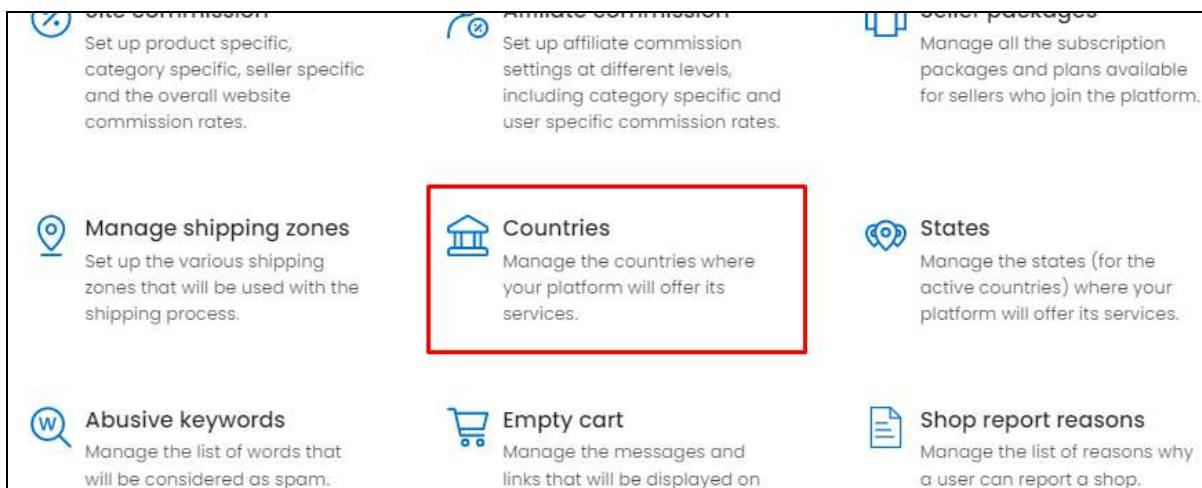 Site commission
Set up product specific,
category specific, seller specific
and the overall website
commission rates.
Affiliate commission
Set up affiliate commission
settings at different levels,
including category specific and
user specific commission rates.
Seller packages
Manage all the subscription
packages and plans available
for sellers who join the platform.
Manage shipping zones
Set up the various shipping
zones that will be used with the
shipping process.
Countries
Manage the countries where
your platform will offer its
services.
States
Manage the states (for the
active countries) where your
platform will offer its services.
W
Abusive keywords
Manage the list of words that
will be considered as spam.
Empty cart
Manage the messages and
links that will be displayed on
Shop report reasons
Manage the list of reasons why
a user can report a shop.